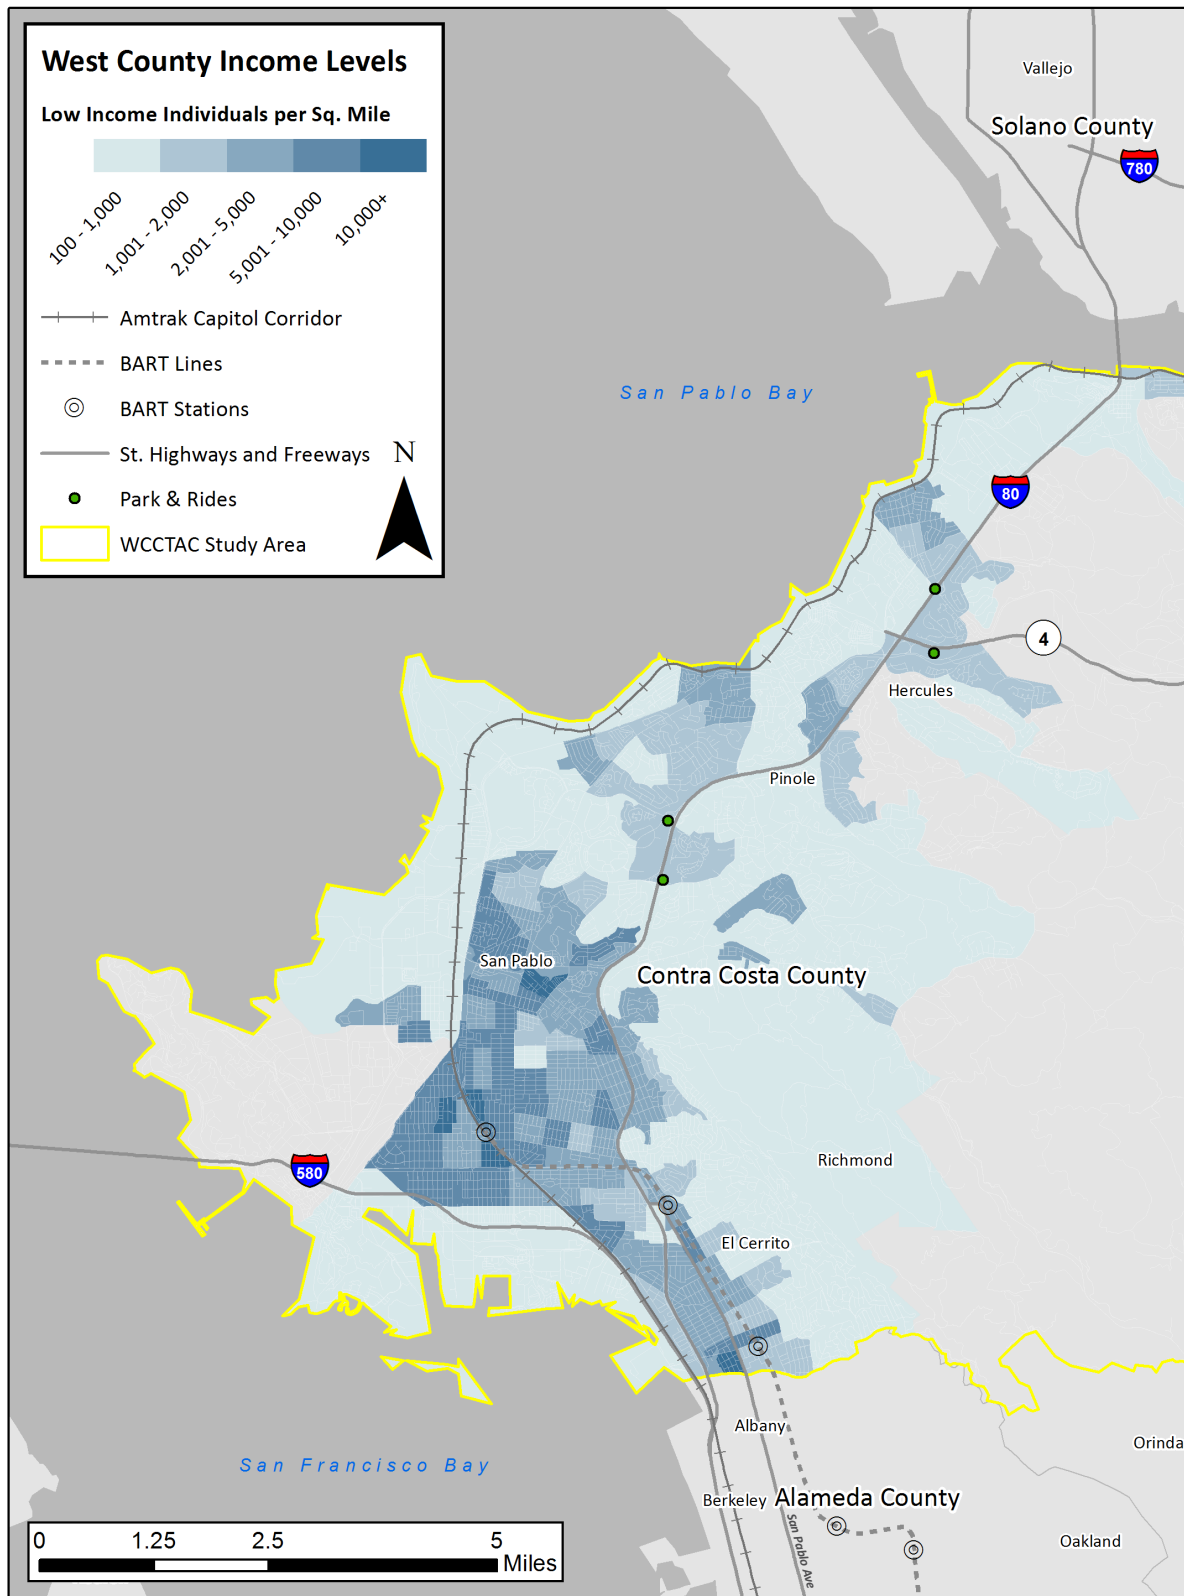 West County Income Levels
Low Income Individuals per Sq. Mile
100 - 1,000
1,001 - 2,000
2,001 - 5,000
5,001 - 10,000
10,000+
Amtrak Capitol Corridor
BART Lines
BART Stations
St. Highways and Freeways
N
Park & Rides
WCCTAC Study Area
Vallejo
Solano County
780
San Pablo Bay
80
4
Hercules
Pinole
San Pablo
Contra Costa County
Richmond
580
El Cerrito
Albany
Orinda
San Francisco Bay
Berkeley
Alameda County
San Pablo Ave
Oakland
0 1.25 2.5 5
Miles